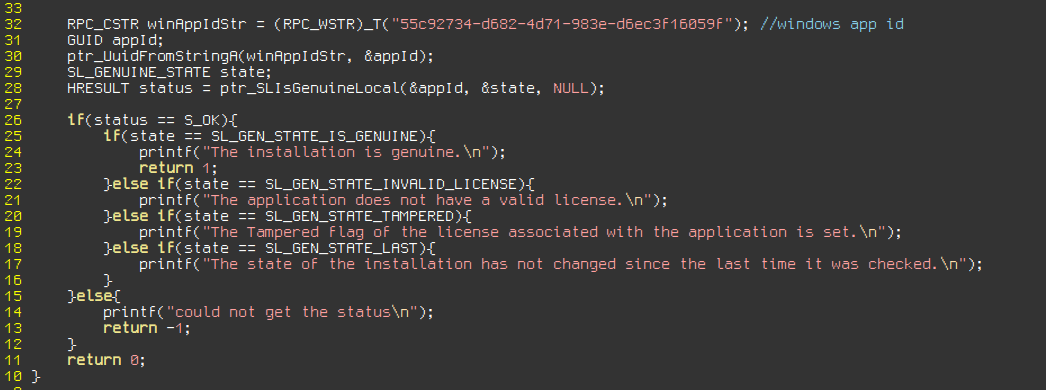 33
32 RPC_CSTR winAppIdStr = (RPC_WSTR)_T("55c92734-d682-4d71-983e-d6ec3f16059f"); //windows app id
31 GUID appId;
30 ptr_UuidFromStringA(winAppIdStr, &appId);
29 SL_GENUINE_STATE state;
28 HRESULT status = ptr_SLIsGenuineLocal(&appId, &state, NULL);
27
26 if(status == S_OK){
25 if(state == SL_GEN_STATE_IS_GENUINE){
24 printf("The installation is genuine.\n");
23 return 1;
22 }else if(state == SL_GEN_STATE_INVALID_LICENSE){
21 printf("The application does not have a valid license.\n");
20 }else if(state == SL_GEN_STATE_TAMPERED){
19 printf("The Tampered flag of the license associated with the application is set.\n");
18 }else if(state == SL_GEN_STATE_LAST){
17 printf("The state of the installation has not changed since the last time it was checked.\n");
16 }
15 }else{
14 printf("could not get the status\n");
13 return -1;
12 }
11 return 0;
10 }